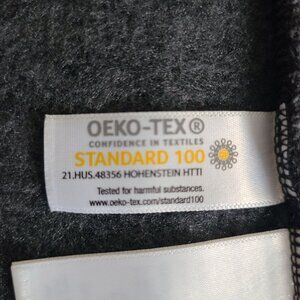 OEKO-TEX®
CONFIDENCE IN TEXTILES
STANDARD 100
21.HUS.48356 HOHENSTEIN HTTI
Tested for harmful substances.
www.oeko-tex.com/standard100